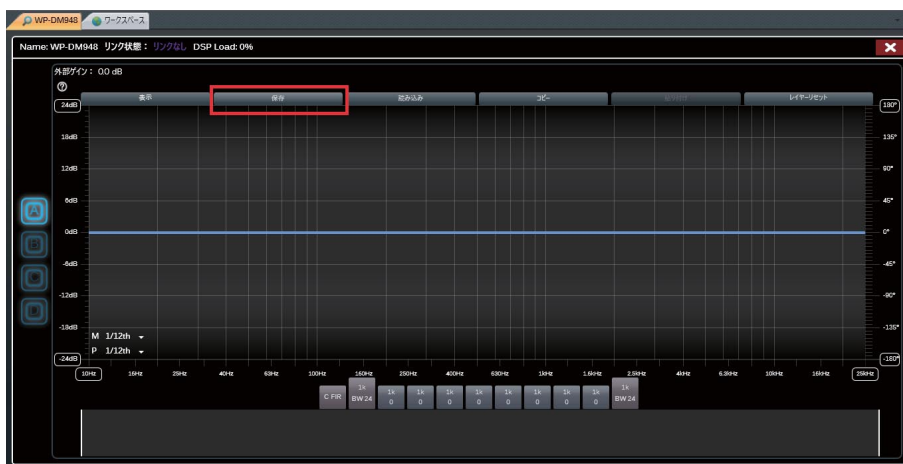 WP-DM948 ワークスペース
Name: WP-DM948 リンク状態： リンクなし DSP Load: 0%
外部ゲイン： 0.0 dB
表示 保存 読み込み コピー 貼り付け レイヤーリセット
24dB 180°
18dB 135°
12dB 90°
6dB 45°
0dB 0°
-6dB -45°
-12dB -90°
-18dB -135°
M 1/12th
P 1/12th
-24dB -180°
10Hz 16Hz 25Hz 40Hz 63Hz 100Hz 160Hz 250Hz 400Hz 630Hz 1kHz 1.6kHz 2.5kHz 4kHz 6.3kHz 10kHz 16kHz 25kHz
1k 1k 1k 1k 1k 1k 1k 1k 1k 1k
C FIR BW 24 0 0 0 0 0 0 0 0 BW 24
A
B
C
D